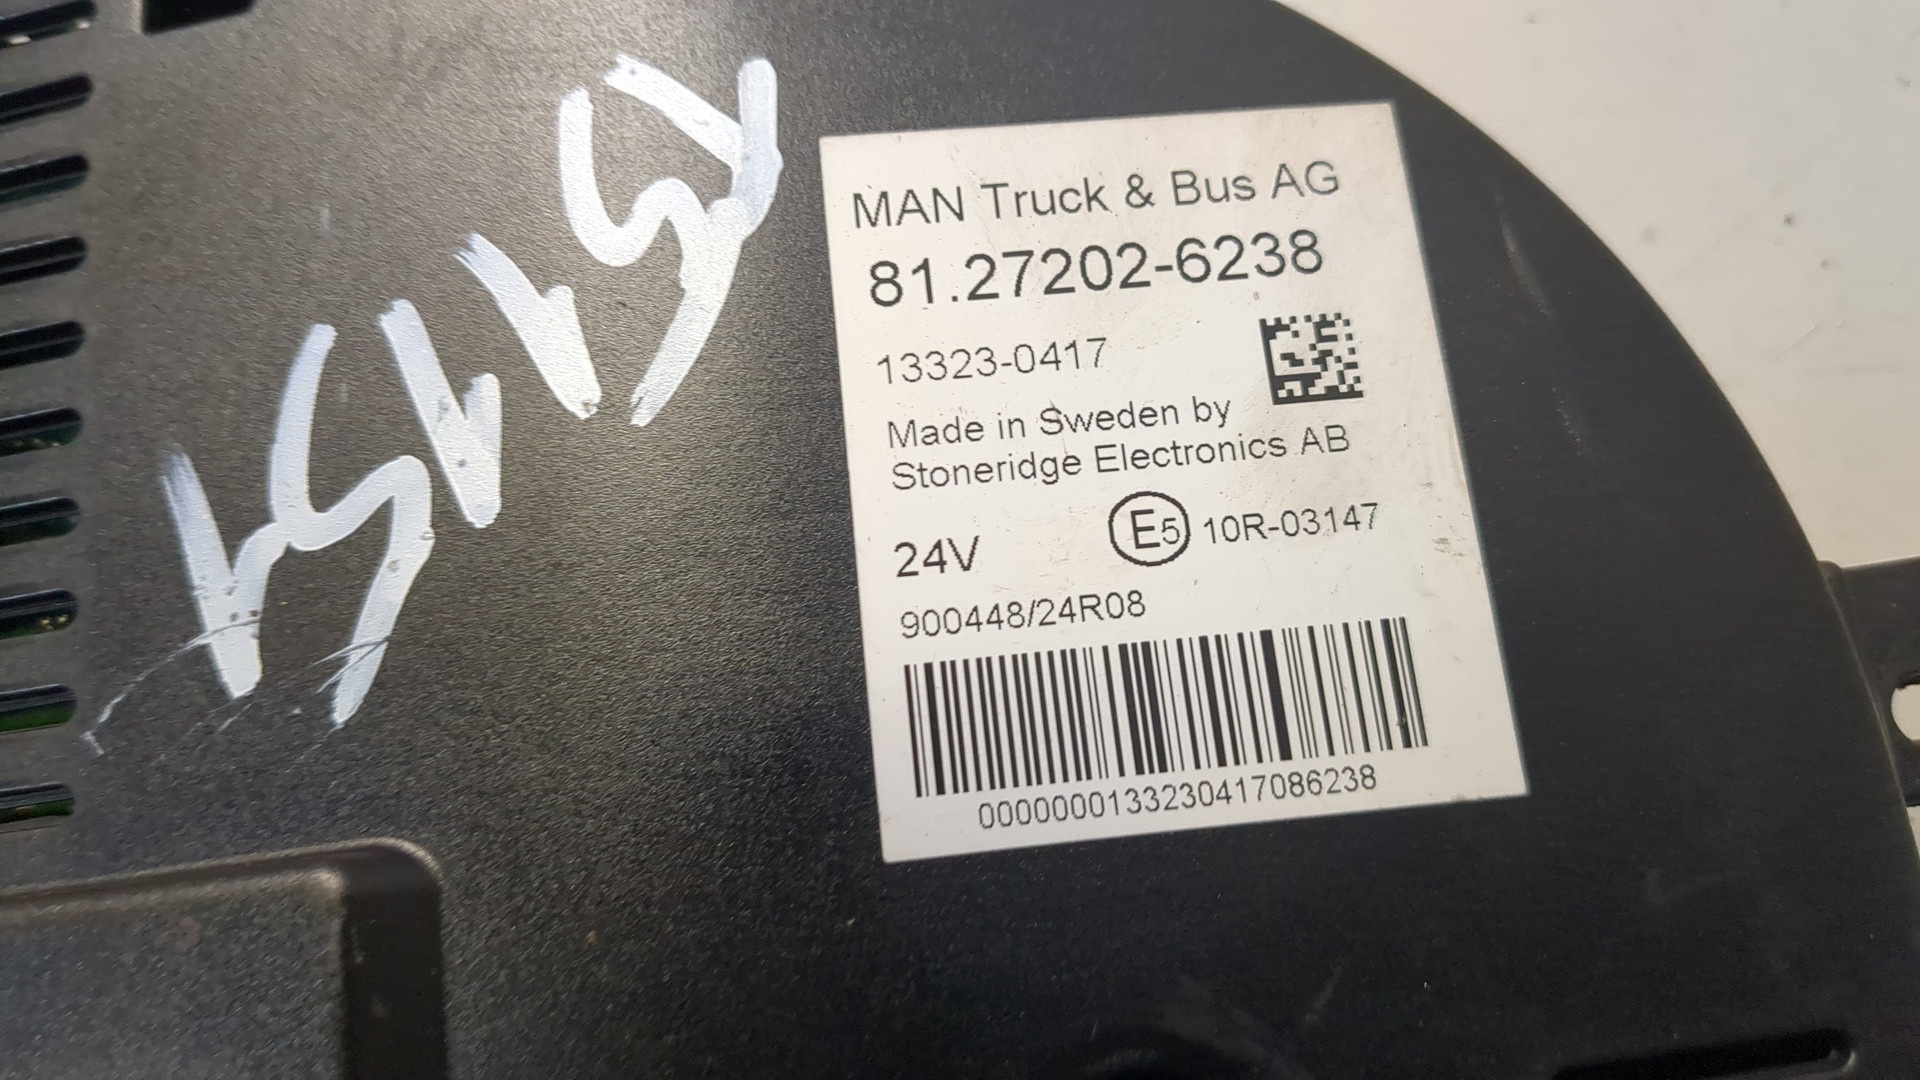 MAN Truck & Bus AG
81.27202-6238
13323-0417
Made in Sweden by
Stoneridge Electronics AB
24V
E5 10R-03147
900448/24R08
0000000133230417086238